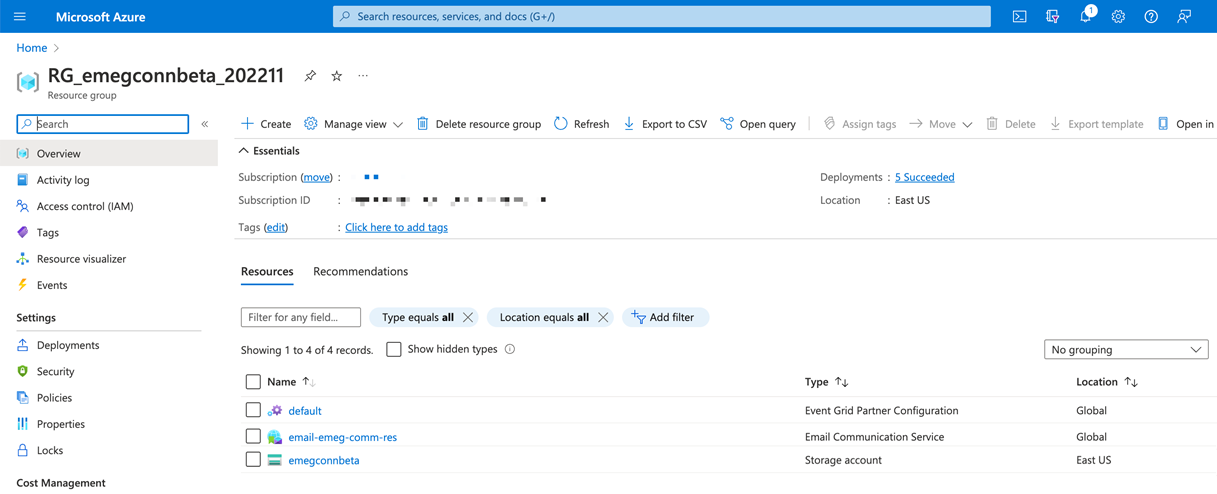 Microsoft Azure
Search resources, services, and docs (G+/)
1
Home
RG_emegconnbeta_202211
Resource group
Search
«
Create
Manage view
Delete resource group
Refresh
Export to CSV
Open query
Assign tags
Move
Delete
Export template
Open in
Overview
Activity log
Access control (IAM)
Tags
Resource visualizer
Events
Settings
Deployments
Security
Policies
Properties
Locks
Cost Management
Essentials
Subscription (move) :
Subscription ID :
Tags (edit) : Click here to add tags
Deployments : 5 Succeeded
Location : East US
Resources Recommendations
Filter for any field...
Type equals all
Location equals all
Add filter
Showing 1 to 4 of 4 records.
Show hidden types
No grouping
Name Type Location
default Event Grid Partner Configuration Global
email-emeg-comm-res Email Communication Service Global
emegconnbeta Storage account East US